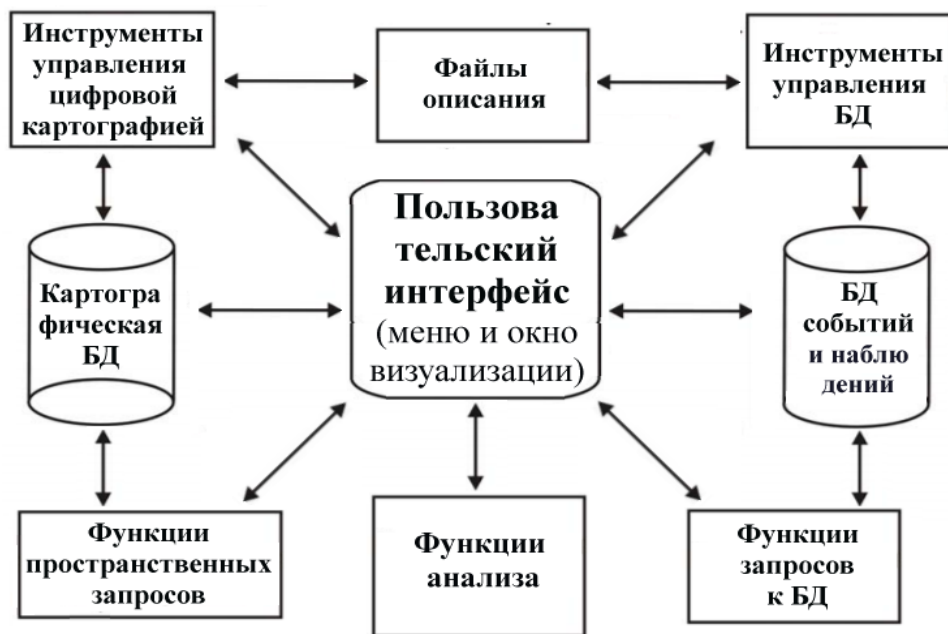 Инструменты
управления
цифровой
картографией
Файлы
описания
Инструменты
управления
БД
Картогра
фическая
БД
Пользова
тельский
интерфейс
(меню и окно
визуализации)
БД
событий
и наблю
дений
Функции
пространственных
запросов
Функции
анализа
Функции
запросов
к БД